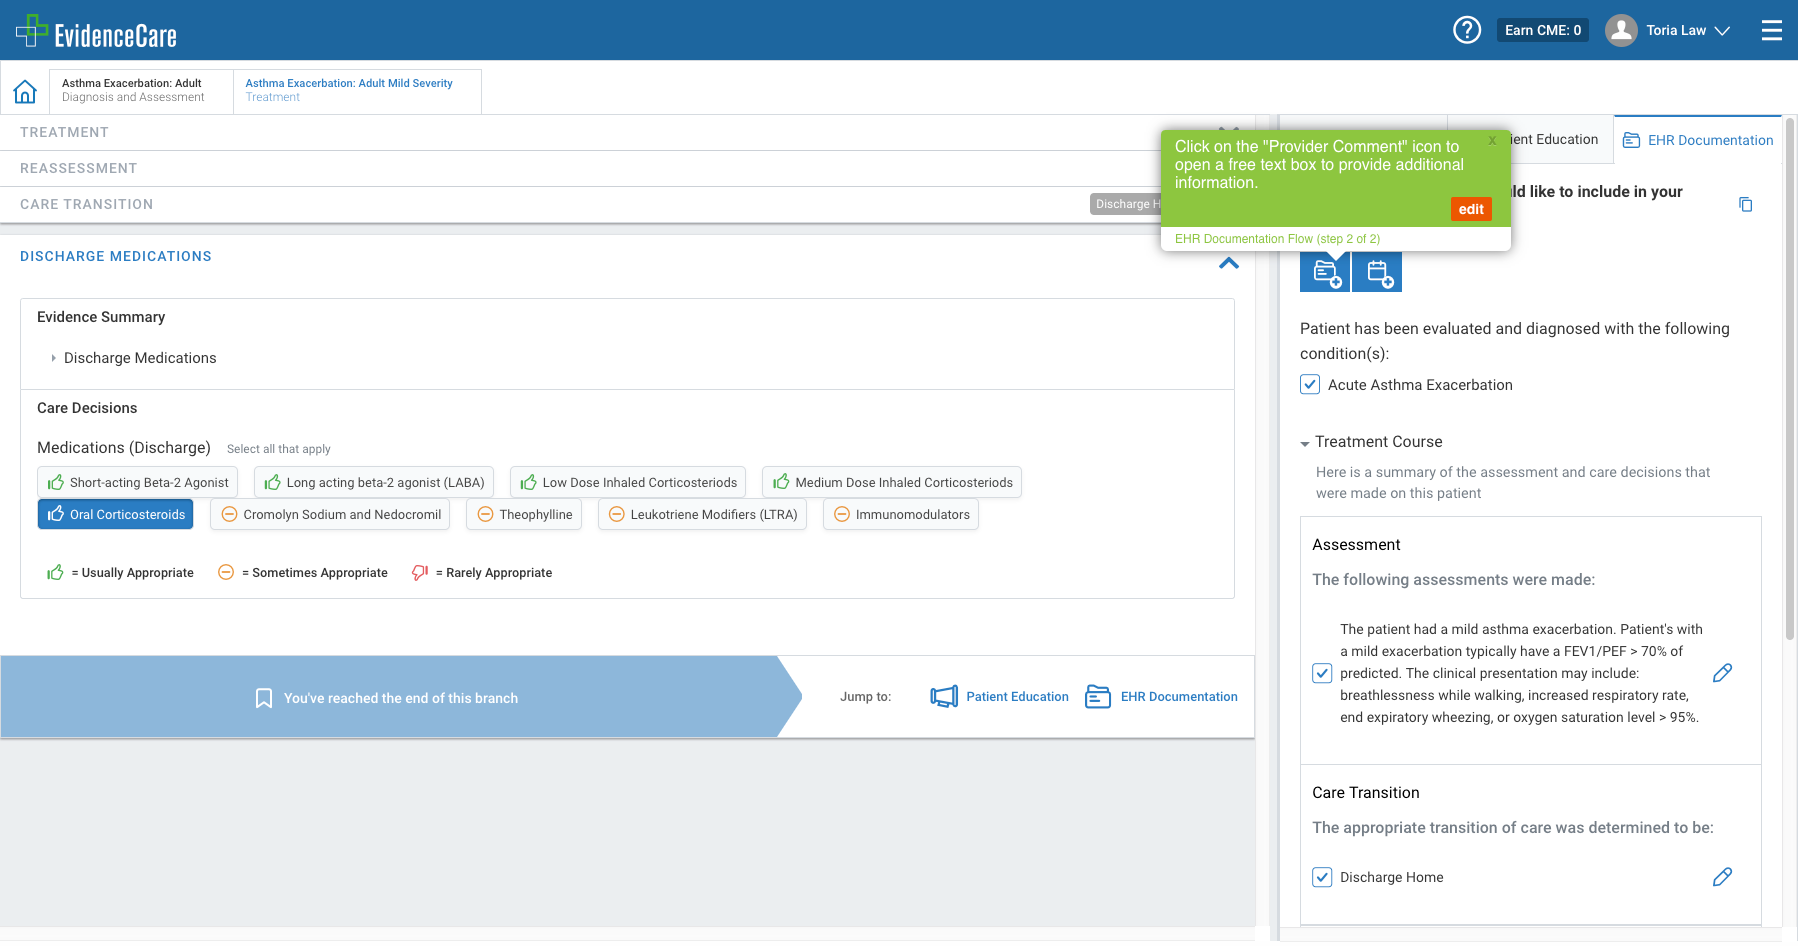 EvidenceCare
Earn CME: 0
Toria Law
Asthma Exacerbation: Adult
Diagnosis and Assessment
Asthma Exacerbation: Adult Mild Severity
Treatment
TREATMENT
REASSESSMENT
CARE TRANSITION
Discharge H
Click on the "Provider Comment" icon to
open a free text box to provide additional
information.
x
edit
EHR Documentation Flow (step 2 of 2)
Education
EHR Documentation
like to include in your
DISCHARGE MEDICATIONS
Evidence Summary
Discharge Medications
Care Decisions
Medications (Discharge) Select all that apply
Short-acting Beta-2 Agonist
Long acting beta-2 agonist (LABA)
Low Dose Inhaled Corticosteriods
Medium Dose Inhaled Corticosteriods
Oral Corticosteroids
Cromolyn Sodium and Nedocromil
Theophylline
Leukotriene Modifiers (LTRA)
Immunomodulators
= Usually Appropriate
= Sometimes Appropriate
= Rarely Appropriate
You've reached the end of this branch
Jump to:
Patient Education
EHR Documentation
Patient has been evaluated and diagnosed with the following
condition(s):
Acute Asthma Exacerbation
Treatment Course
Here is a summary of the assessment and care decisions that
were made on this patient
Assessment
The following assessments were made:
The patient had a mild asthma exacerbation. Patient's with
a mild exacerbation typically have a FEV1/PEF > 70% of
predicted. The clinical presentation may include:
breathlessness while walking, increased respiratory rate,
end expiratory wheezing, or oxygen saturation level > 95%.
Care Transition
The appropriate transition of care was determined to be:
Discharge Home